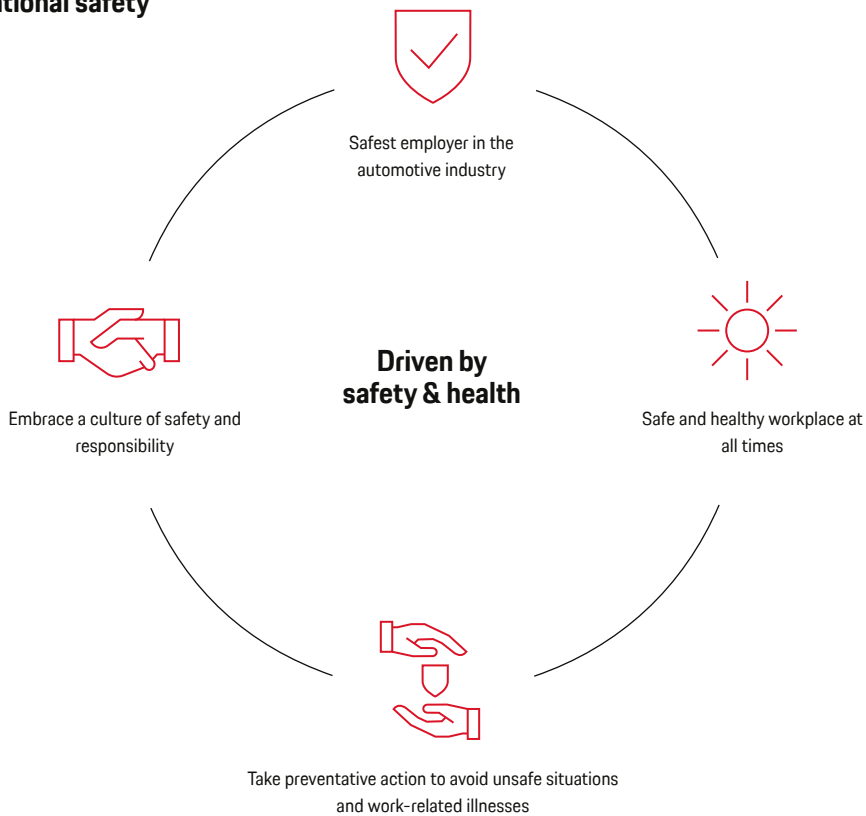 tional safety
Safest employer in the
automotive industry
Driven by
safety & health
Embrace a culture of safety and
responsibility
Safe and healthy workplace at
all times
Take preventative action to avoid unsafe situations
and work-related illnesses